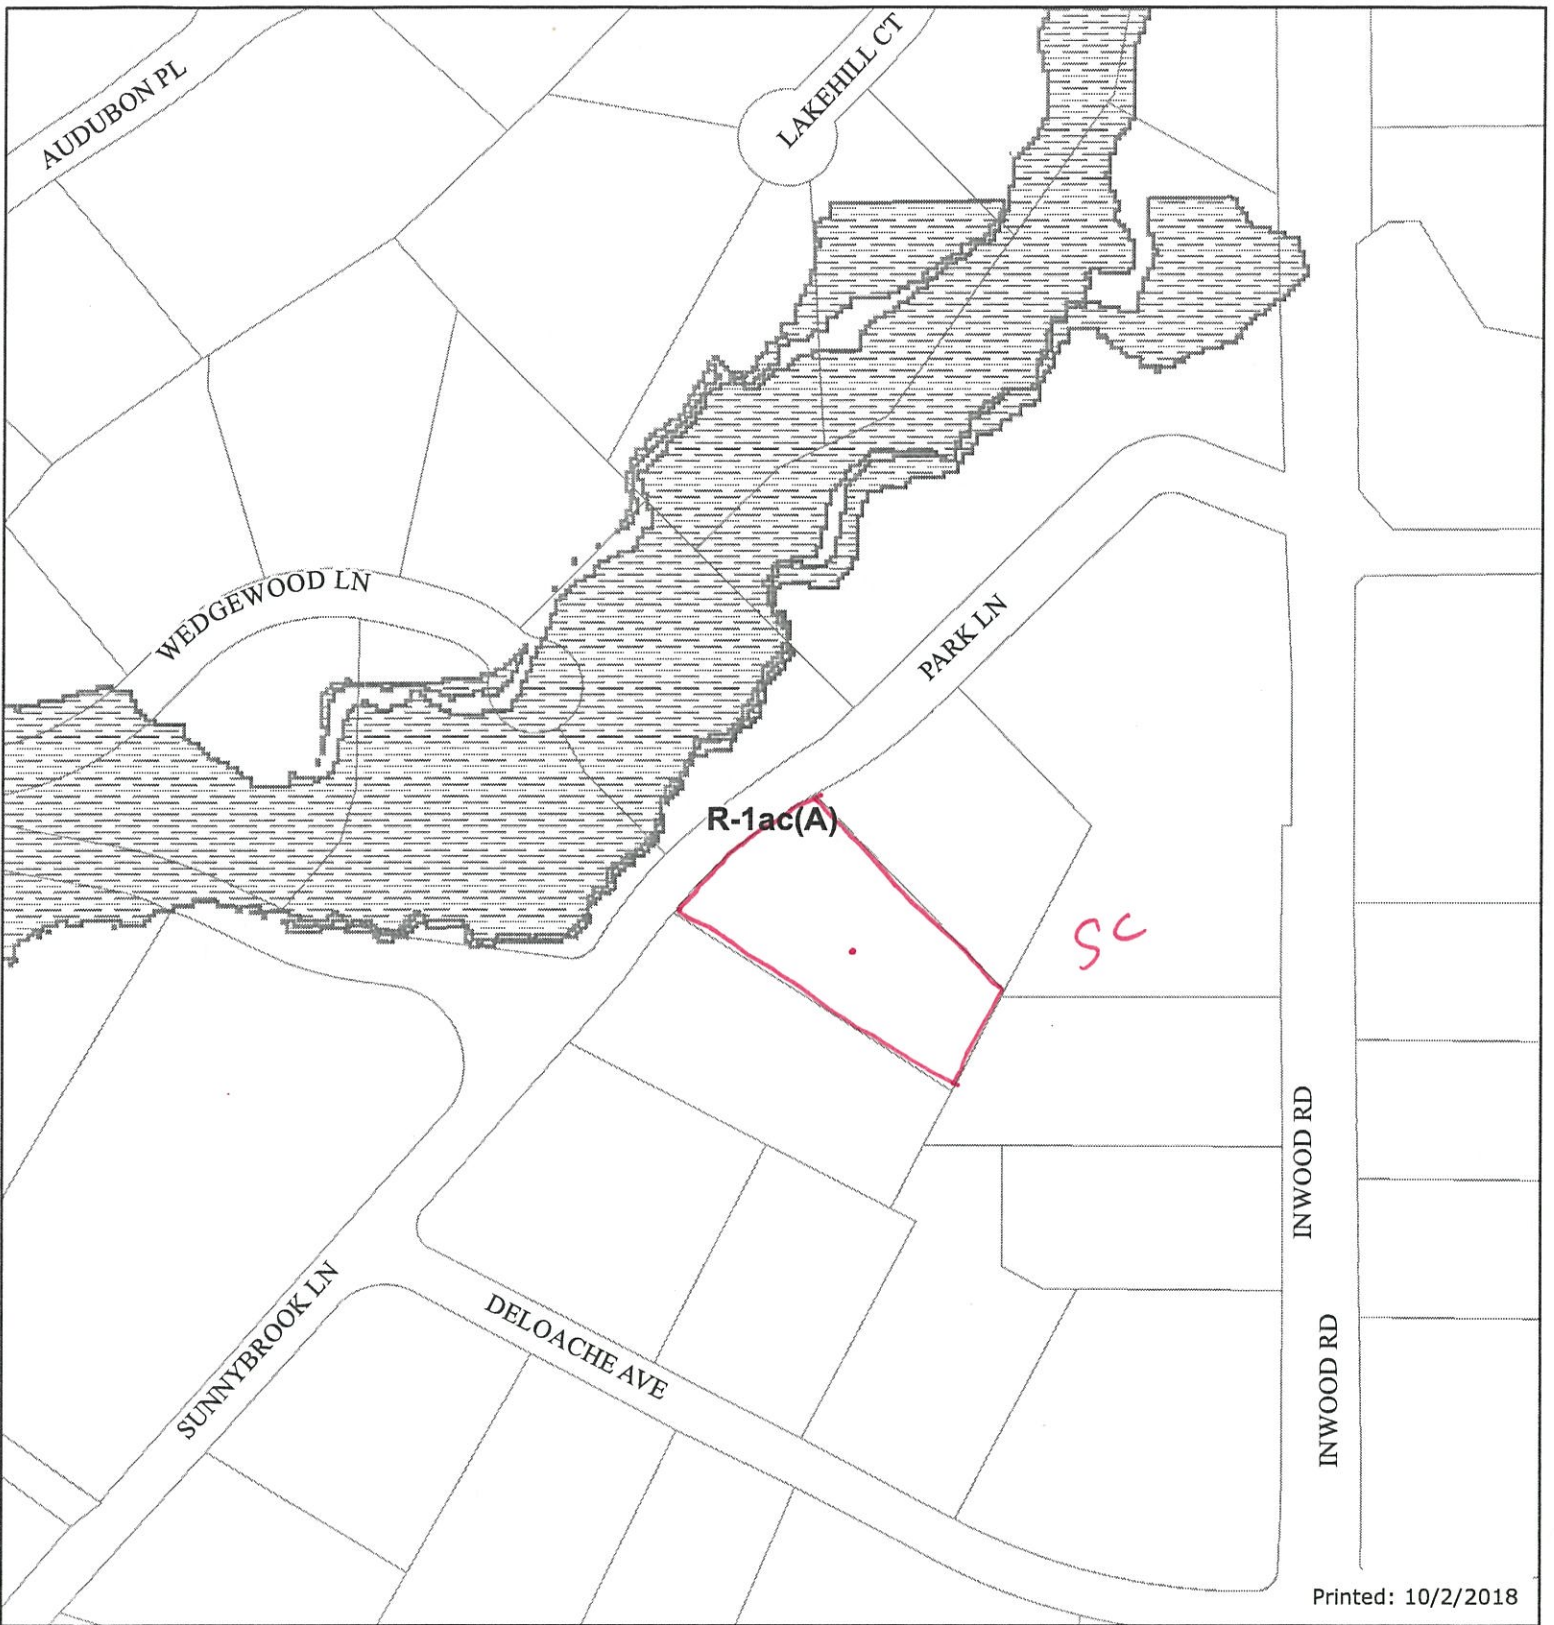 AUDUBON PL
LAKEHILL CT
WEDGEWOOD LN
PARK LN
R-1ac(A)
SC
INWOOD RD
SUNNYBROOK LN
DELOACHE AVE
INWOOD RD
Printed: 10/2/2018